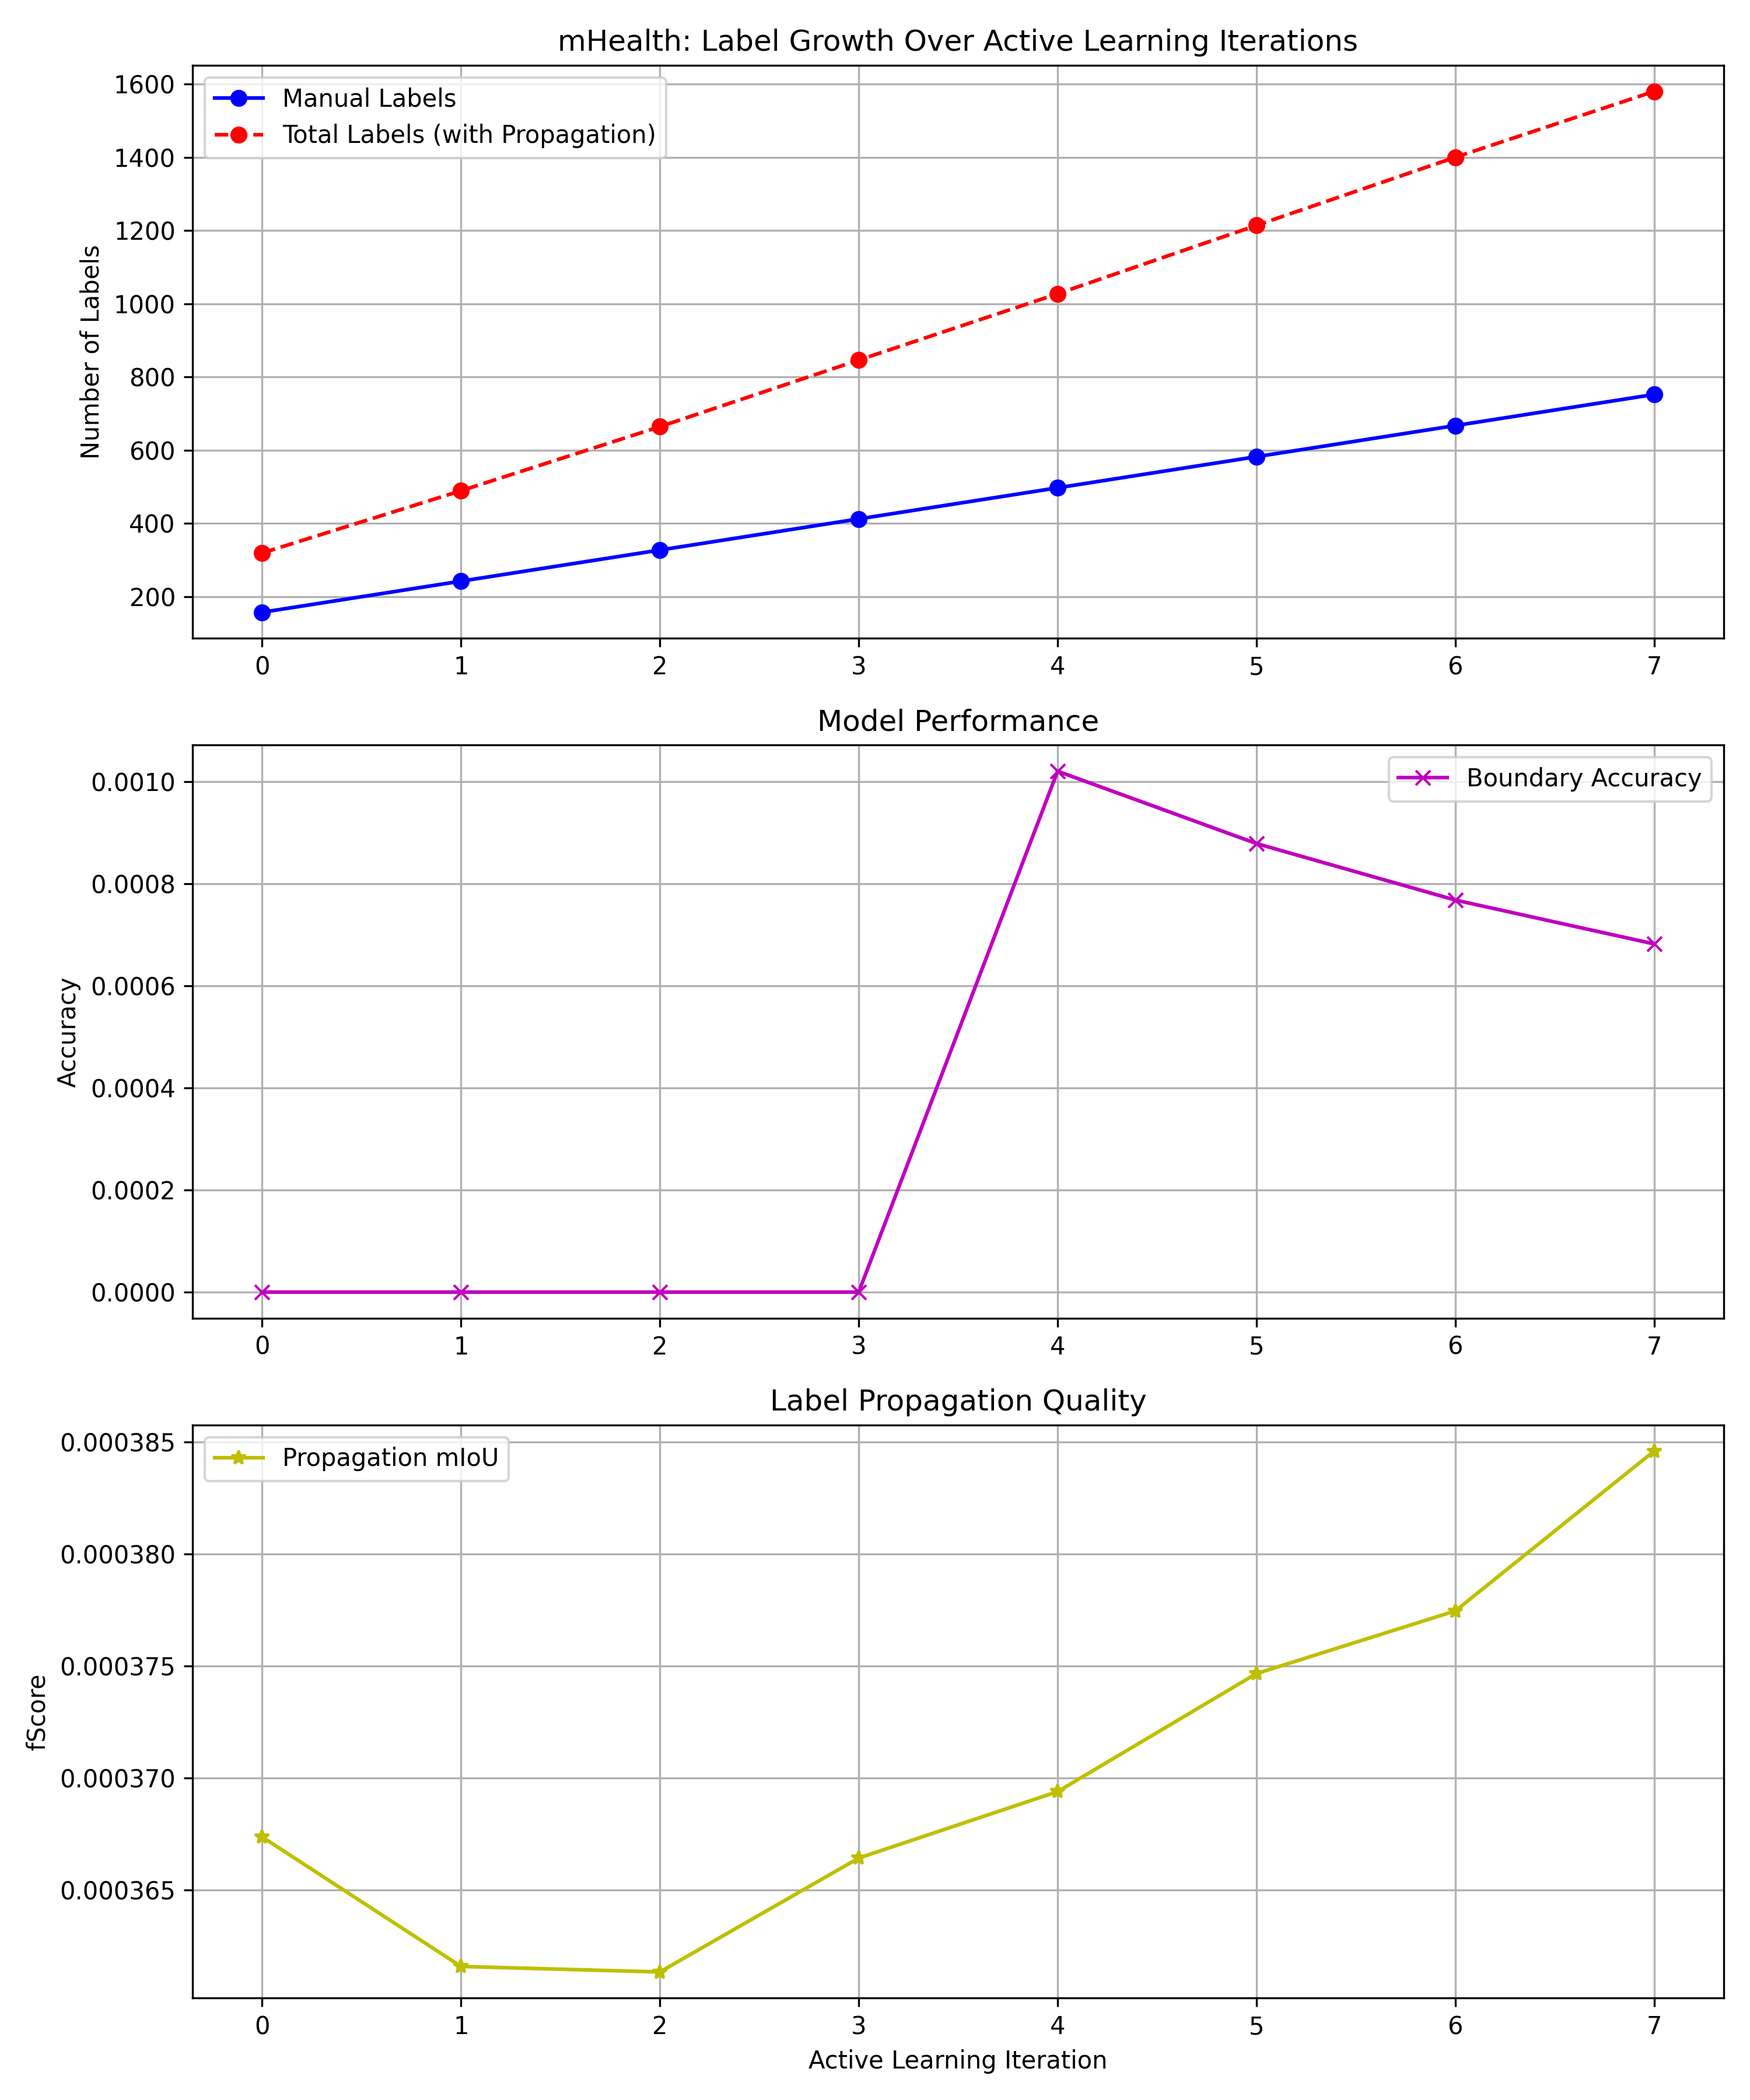 mHealth: Label Growth Over Active Learning Iterations
Number of Labels
1600
1400
1200
1000
800
600
400
200
Manual Labels
Total Labels (with Propagation)
0 1 2 3 4 5 6 7
Model Performance
Accuracy
0.0010
0.0008
0.0006
0.0004
0.0002
0.0000
Boundary Accuracy
0 1 2 3 4 5 6 7
Label Propagation Quality
fScore
0.000385
0.000380
0.000375
0.000370
0.000365
Propagation mIoU
0 1 2 3 4 5 6 7
Active Learning Iteration